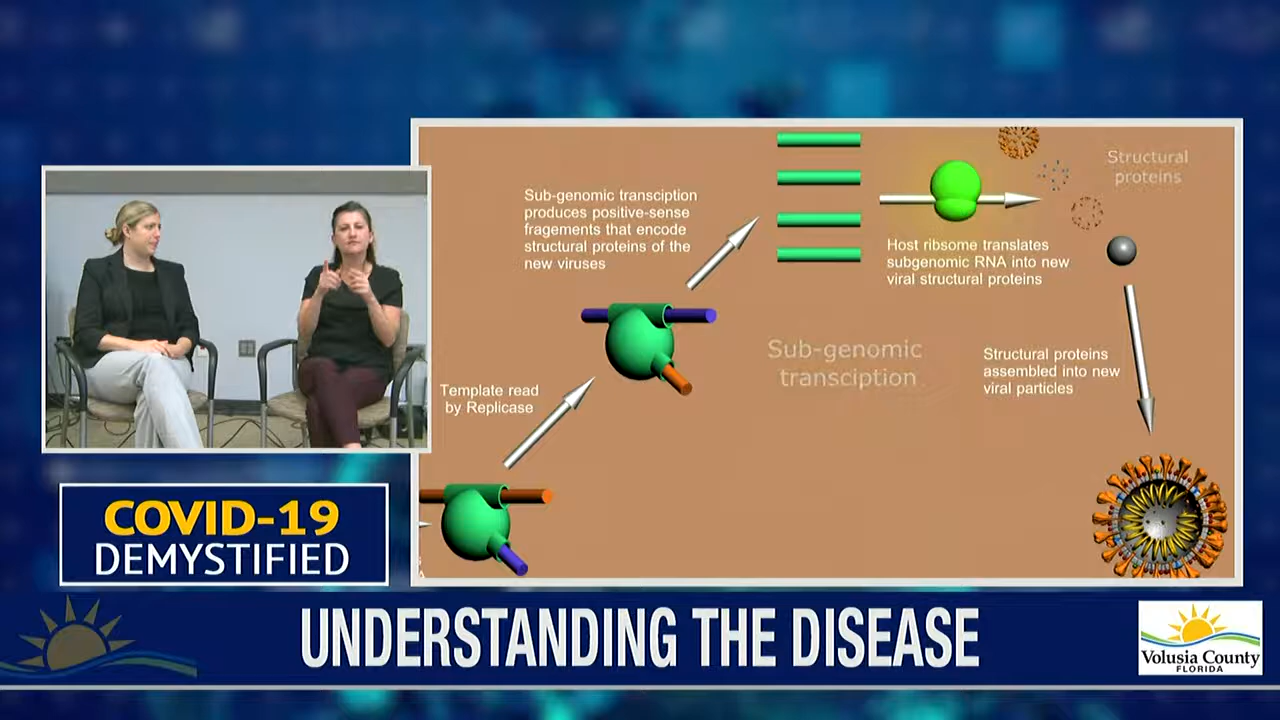 Sub-genomic transciption
produces positive-sense
fragements that encode
structural proteins of the
new viruses
Structural
proteins
Host ribsome translates
subgenomic RNA into new
viral structural proteins
Sub-genomic
transciption
Structural proteins
assembled into new
viral particles
Template read
by Replicase
COVID-19
DEMYSTIFIED
UNDERSTANDING THE DISEASE
Volusia County
FLORIDA